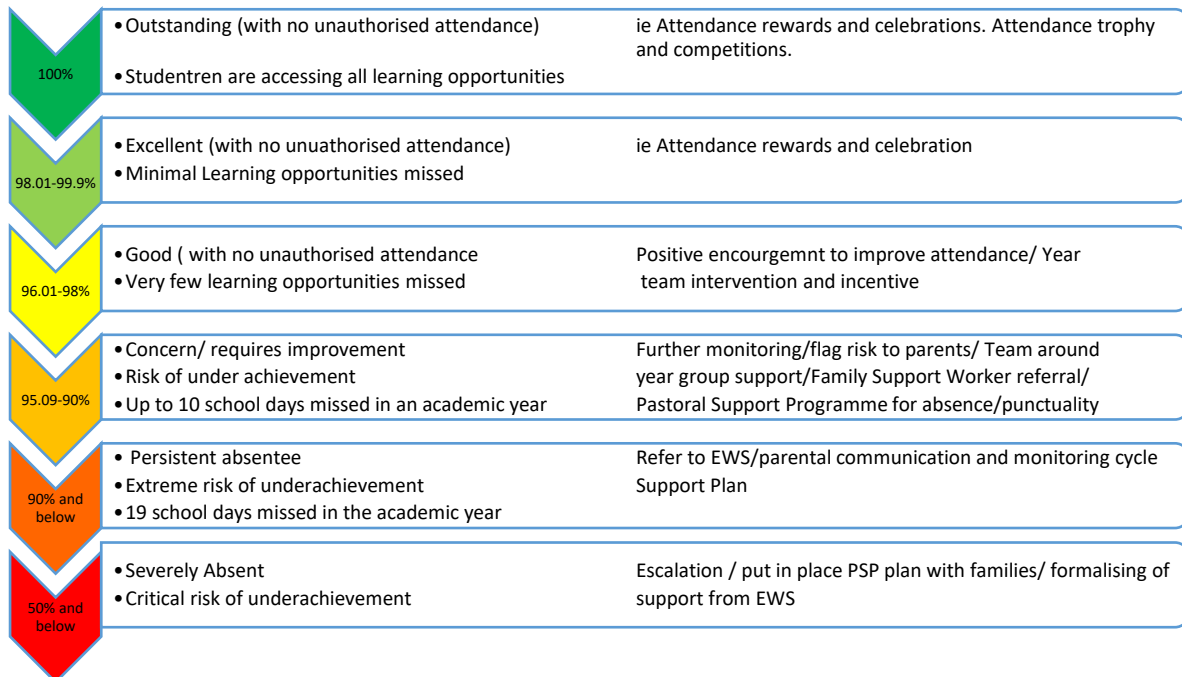 100%
• Outstanding (with no unauthorised attendance) ie Attendance rewards and celebrations. Attendance trophy
and competitions.
• Studentren are accessing all learning opportunities
98.01-99.9%
• Excellent (with no unuathorised attendance) ie Attendance rewards and celebration
• Minimal Learning opportunities missed
96.01-98%
• Good ( with no unauthorised attendance Positive encourgemnt to improve attendance/ Year
• Very few learning opportunities missed team intervention and incentive
95.09-90%
• Concern/ requires improvement Further monitoring/flag risk to parents/ Team around
• Risk of under achievement year group support/Family Support Worker referral/
• Up to 10 school days missed in an academic year Pastoral Support Programme for absence/punctuality
90% and
below
• Persistent absentee Refer to EWS/parental communication and monitoring cycle
• Extreme risk of underachievement Support Plan
• 19 school days missed in the academic year
50% and
below
• Severely Absent Escalation / put in place PSP plan with families/ formalising of
• Critical risk of underachievement support from EWS